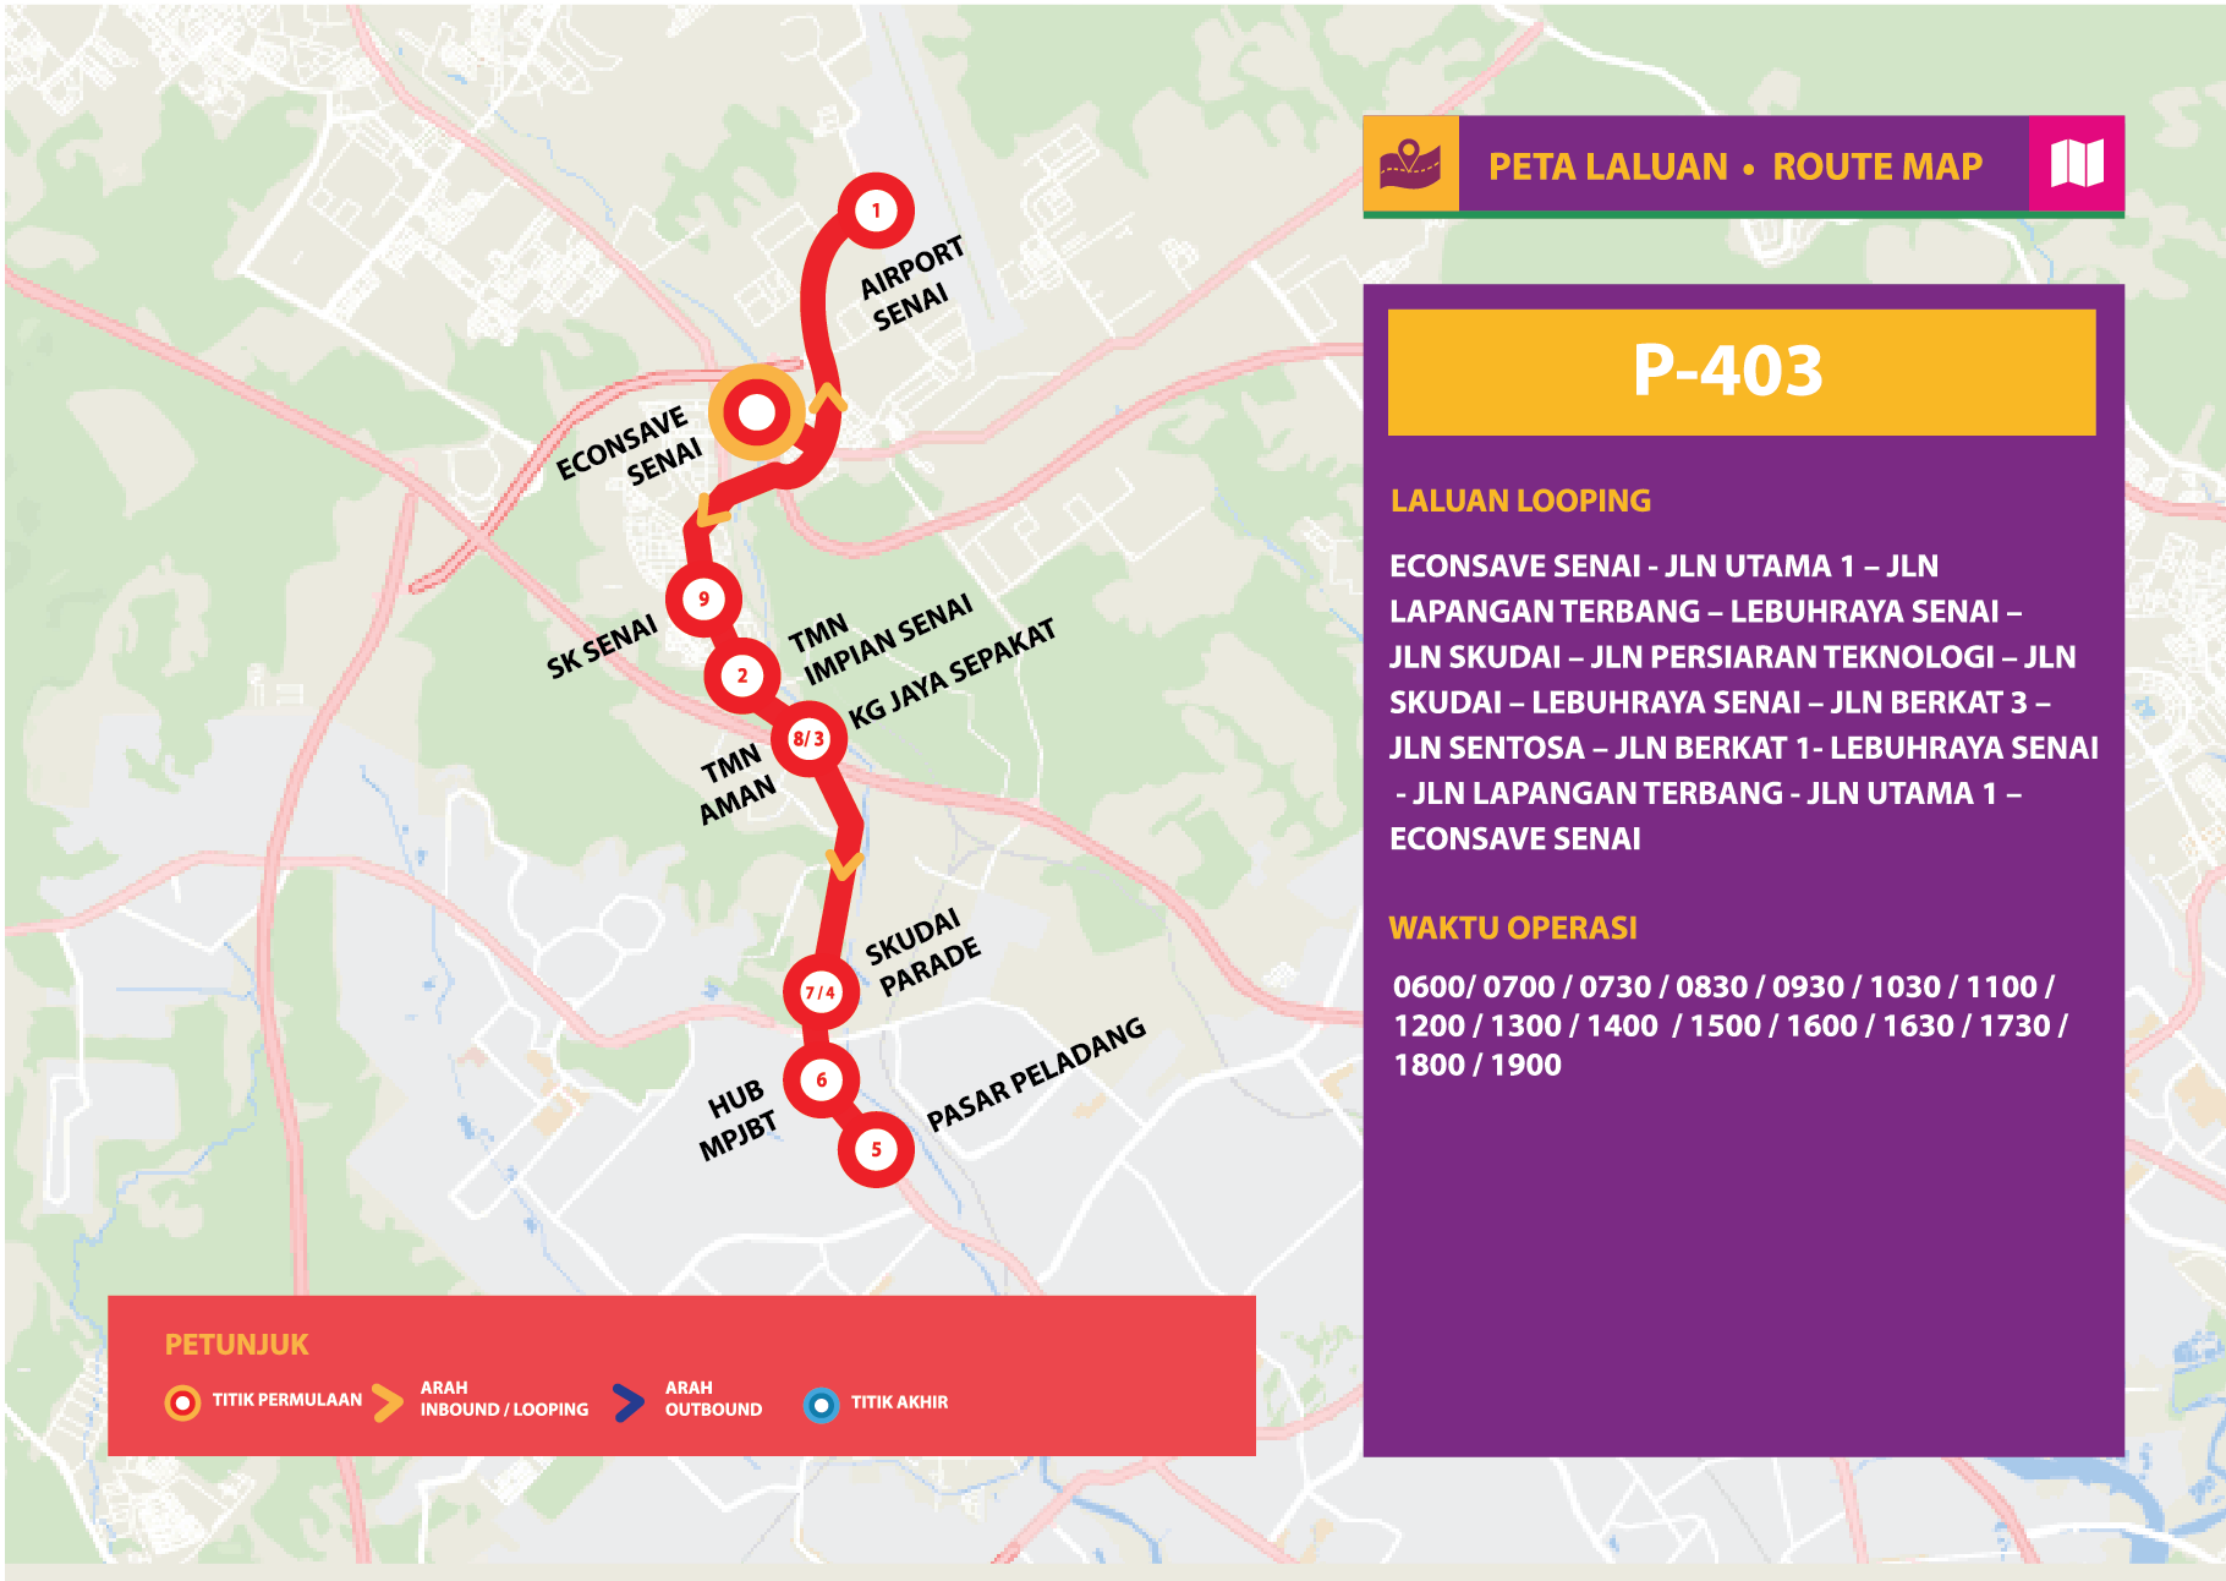 PETA LALUAN • ROUTE MAP
P-403
LALUAN LOOPING
ECONSAVE SENAI - JLN UTAMA 1 – JLN
LAPANGAN TERBANG – LEBUHRAYA SENAI –
JLN SKUDAI – JLN PERSIARAN TEKNOLOGI – JLN
SKUDAI – LEBUHRAYA SENAI – JLN BERKAT 3 –
JLN SENTOSA – JLN BERKAT 1- LEBUHRAYA SENAI
- JLN LAPANGAN TERBANG - JLN UTAMA 1 –
ECONSAVE SENAI
WAKTU OPERASI
0600/ 0700 / 0730 / 0830 / 0930 / 1030 / 1100 /
1200 / 1300 / 1400 / 1500 / 1600 / 1630 / 1730 /
1800 / 1900
1
AIRPORT
SENAI
ECONSAVE
SENAI
9
SK SENAI
2
TMN
IMPIAN SENAI
8/3
KG JAYA SEPAKAT
TMN
AMAN
7/4
SKUDAI
PARADE
6
HUB
MPJBT
5
PASAR PELADANG
PETUNJUK
TITIK PERMULAAN
ARAH
INBOUND / LOOPING
ARAH
OUTBOUND
TITIK AKHIR